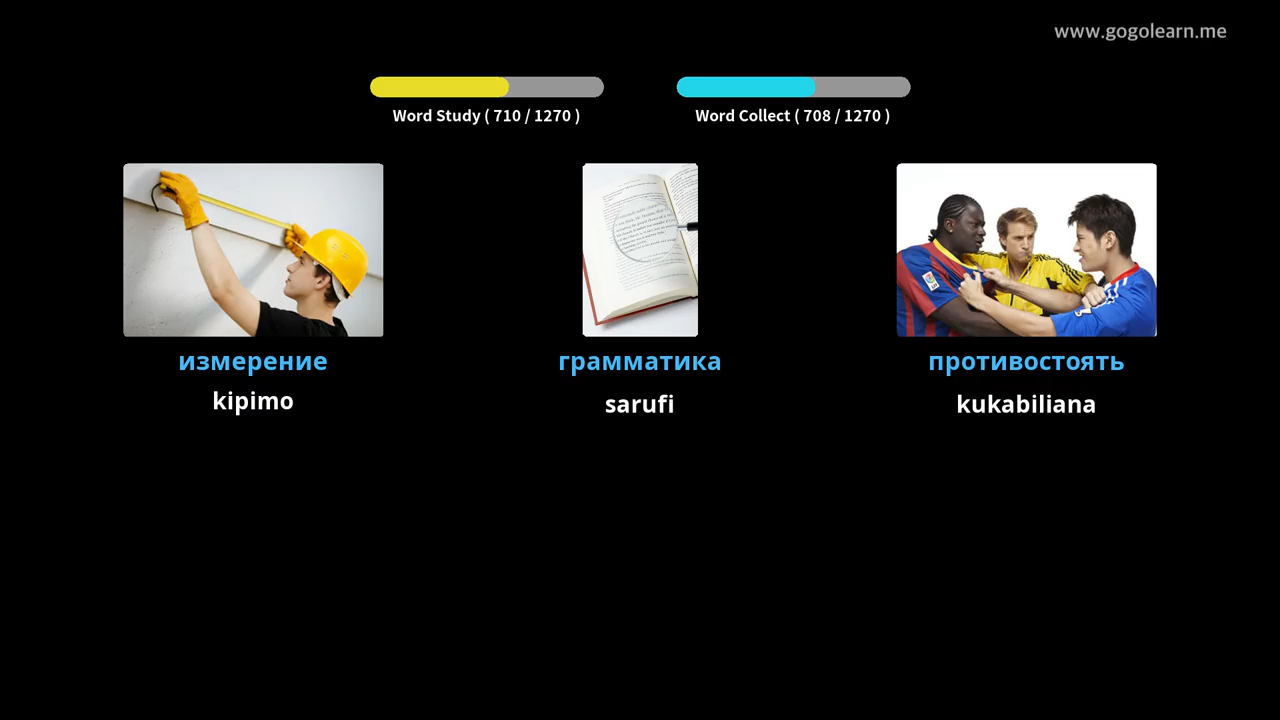 www.gogolearn.me
Word Study ( 710 / 1270 )
Word Collect ( 708 / 1270 )
измерение
грамматика
противостоять
kipimo
sarufi
kukabiliana